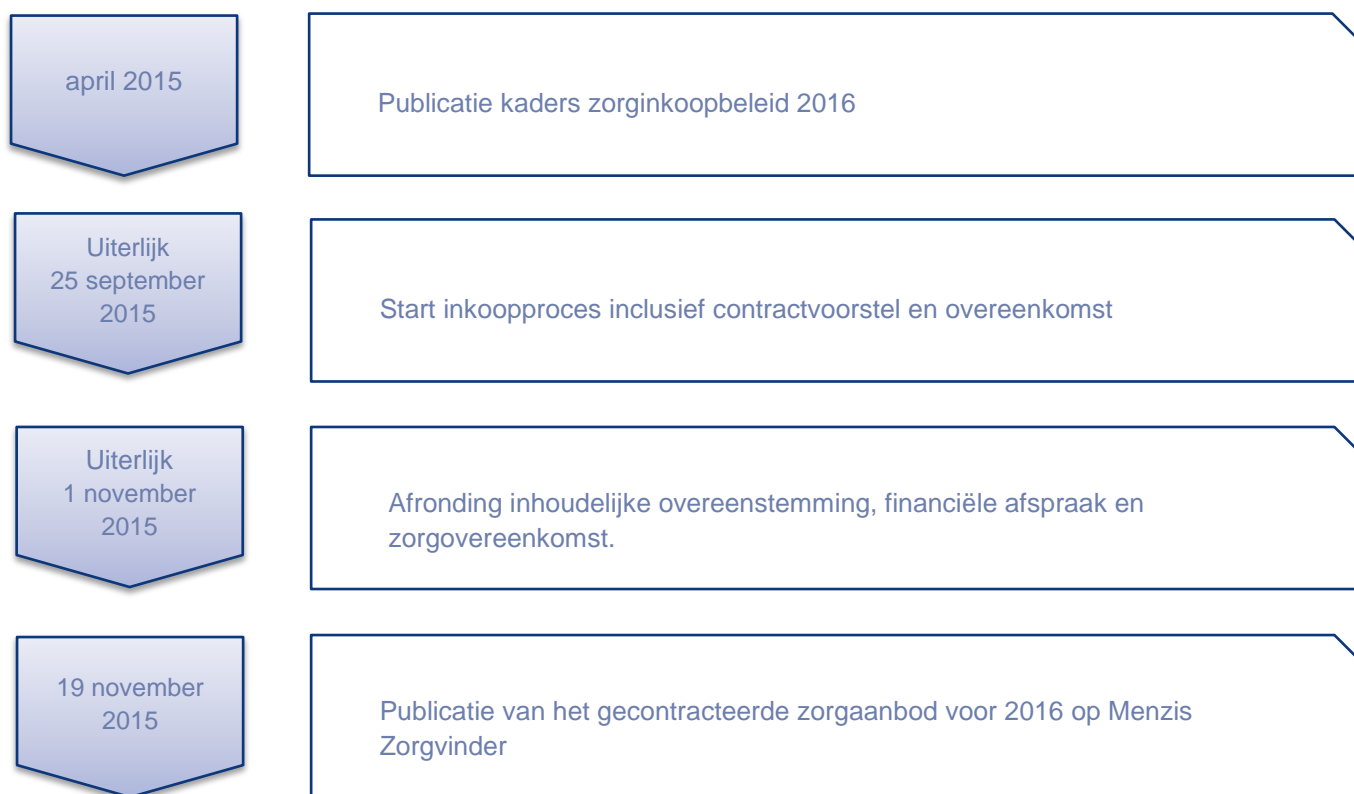 april 2015
Publicatie kaders zorginkoopbeleid 2016
Uiterlijk
25 september
2015
Start inkoopproces inclusief contractvoorstel en overeenkomst
Uiterlijk
1 november
2015
Afronding inhoudelijke overeenstemming, financiële afspraak en
zorgovereenkomst.
19 november
2015
Publicatie van het gecontracteerde zorgaanbod voor 2016 op Menzis
Zorgvinder